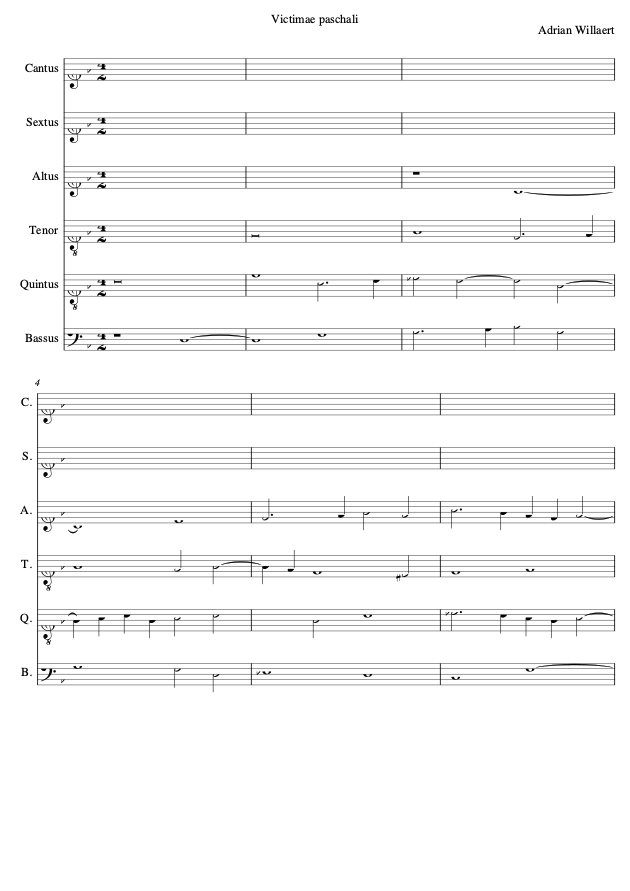 Victimae paschali
Adrian Willaert
Cantus
Sextus
Altus
Tenor
Quintus
Bassus
4
C.
S.
A.
T.
Q.
B.